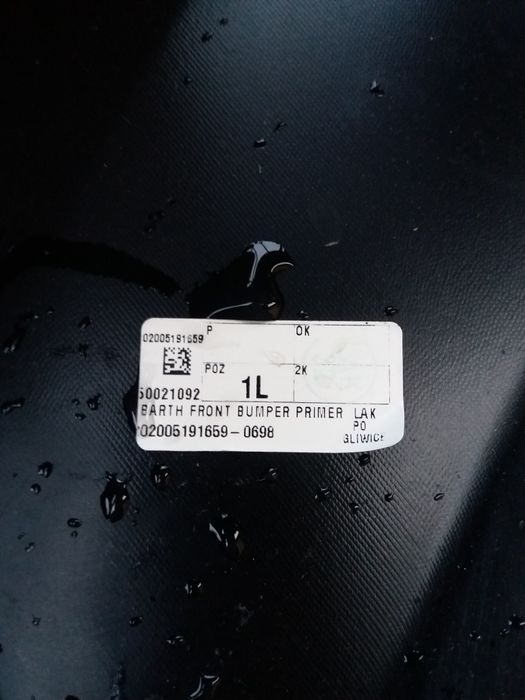 02005191659
P
OK
POZ
1L
2K
50021092
BARTH FRONT BUMPER PRIMER LAK
PO
GLIWICE
02005191659-0698